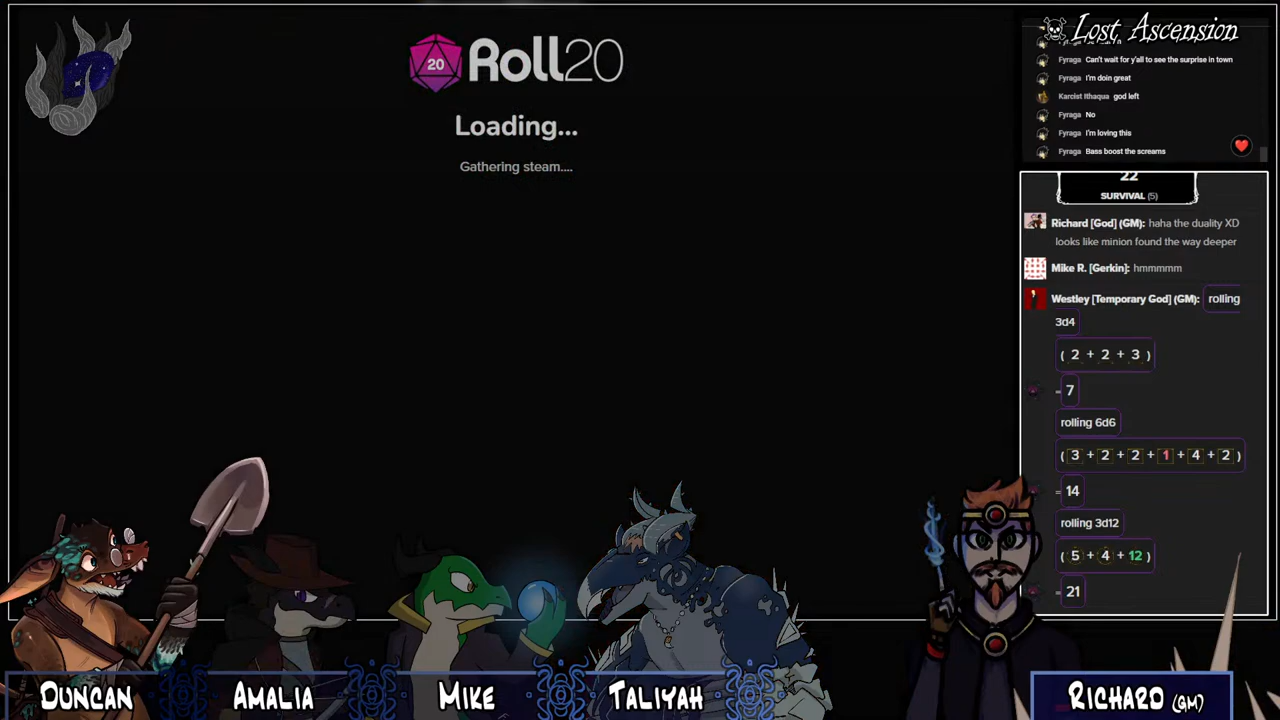 20 Roll20
Loading...
Gathering steam....
Lost Ascension
Fyraga Can't wait for y'all to see the surprise in town
Fyraga I'm doin great
Karcist Ithaqua god left
Fyraga No
Fyraga I'm loving this
Fyraga Bass boost the screams
22
SURVIVAL (5)
Richard [God] (GM): haha the duality XD
looks like minion found the way deeper
Mike R. [Gerkin]: hmmmmm
Westley [Temporary God] (GM): rolling
3d4
( 2 + 2 + 3 )
= 7
rolling 6d6
( 3 + 2 + 2 + 1 + 4 + 2 )
= 14
rolling 3d12
( 5 + 4 + 12 )
= 21
DUNCAN
AMALIA
MIKE
TALIYAH
RICHARD (GM)